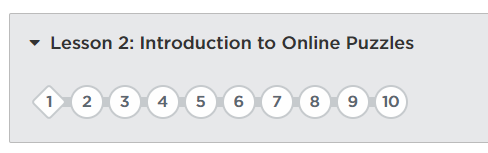 Lesson 2: Introduction to Online Puzzles
1 2 3 4 5 6 7 8 9 10